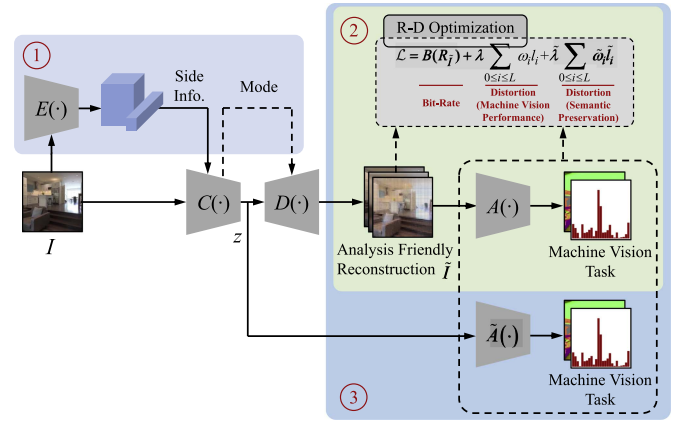 1
2
R-D Optimization
ℒ = B(R_Ĩ) + λ ∑ ω_i l_i + λ̃ ∑ ω̃_i l̃_i
0≤i≤L 0≤i≤L
Bit-Rate
Distortion
(Machine Vision
Performance)
Distortion
(Semantic
Preservation)
E(·)
Side
Info.
Mode
I
C(·)
z
D(·)
Analysis Friendly
Reconstruction Ĩ
A(·)
Machine Vision
Task
Ã(·)
Machine Vision
Task
3